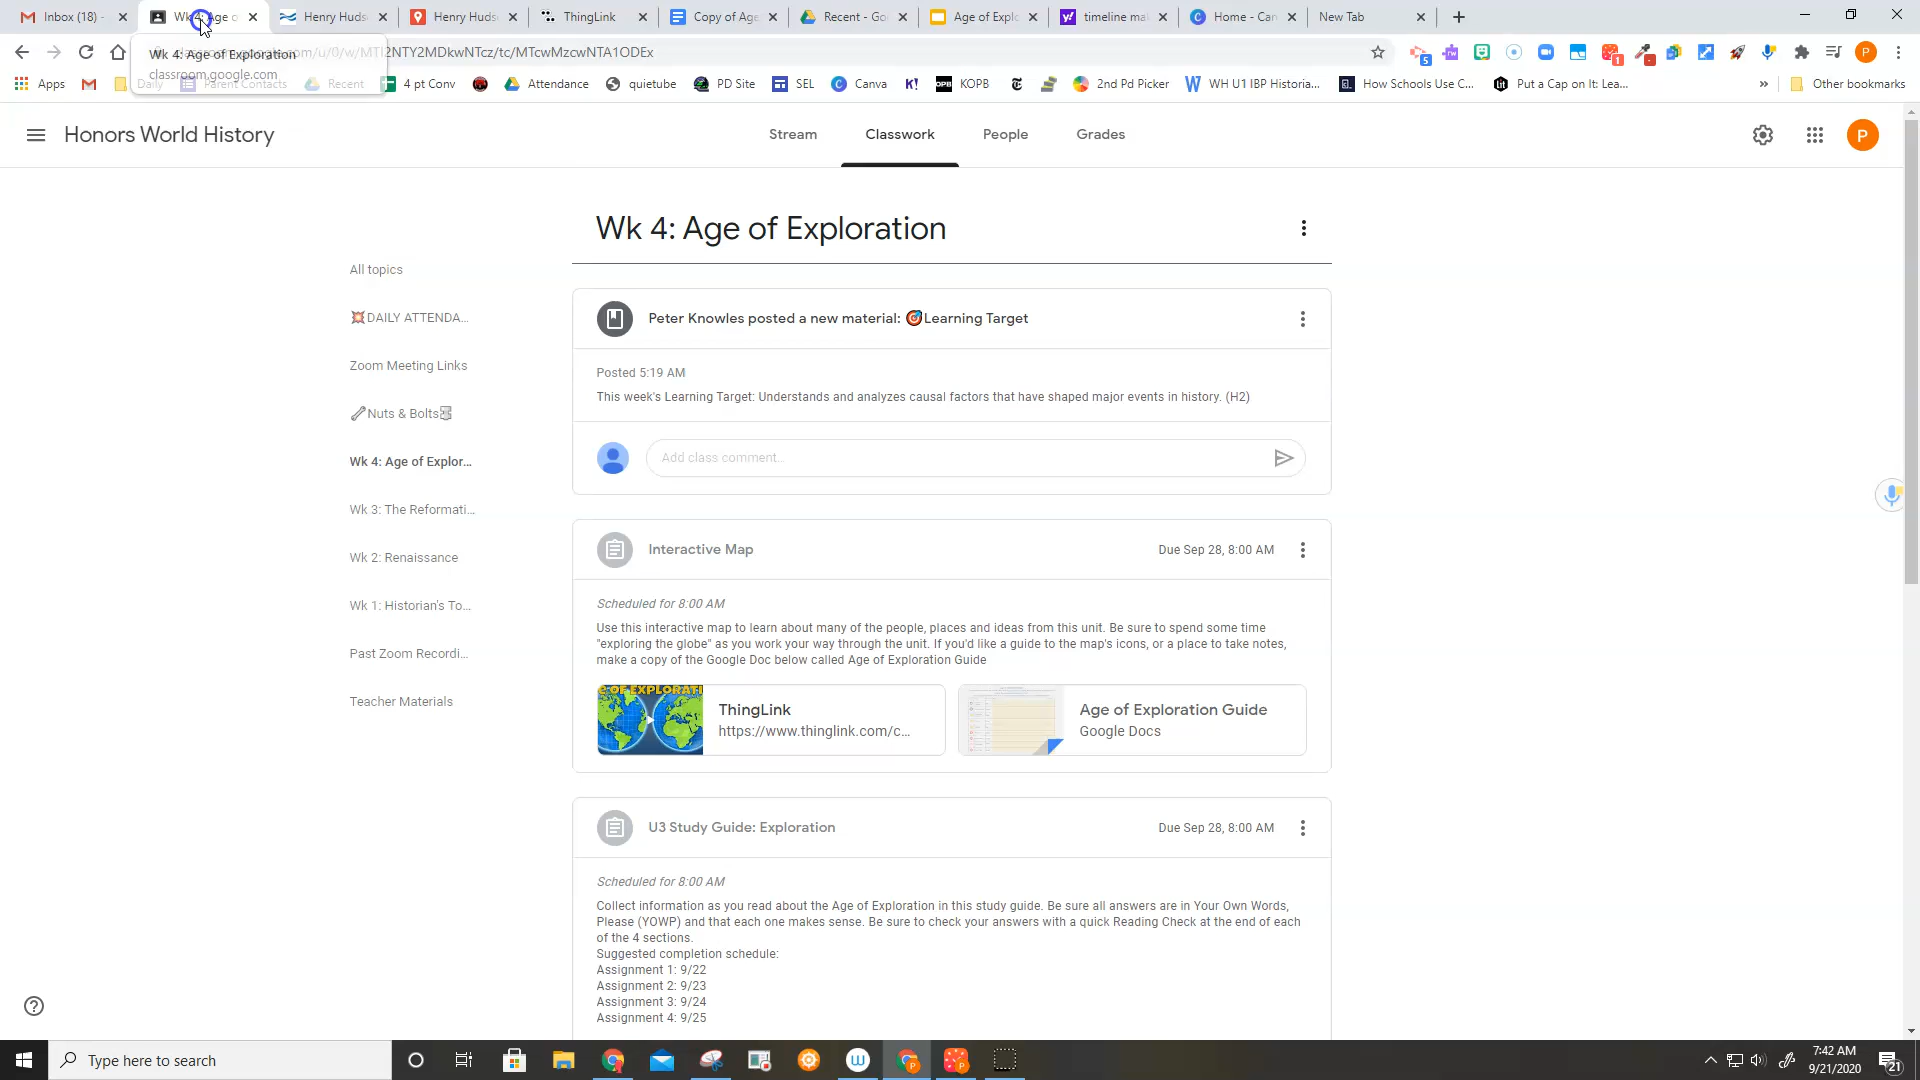 Inbox (18) -
Wk 4: Age o
Henry Huds
Henry Huds
ThingLink
Copy of Age
Recent - Go
Age of Explo
timeline ma
Home - Can
New Tab
2NTY2MDkwNTcz/tc/MTcwMzcwNTA1ODEx
Wk 4: Age of Exploration
classroom.google.com
Apps
Daily
Parent Contacts
Recent
4 pt Conv
Attendance
quietube
PD Site
SEL
Canva
K!
KOPB
2nd Pd Picker
WH U1 IBP Historia...
How Schools Use C...
Put a Cap on It: Lea...
»
Other bookmarks
Honors World History
Stream
Classwork
People
Grades
P
Wk 4: Age of Exploration
All topics
DAILY ATTENDA...
Zoom Meeting Links
Nuts & Bolts
Wk 4: Age of Explor...
Wk 3: The Reformati...
Wk 2: Renaissance
Wk 1: Historian's To...
Past Zoom Recordi...
Teacher Materials
Peter Knowles posted a new material: 🎯Learning Target
Posted 5:19 AM
This week's Learning Target: Understands and analyzes causal factors that have shaped major events in history. (H2)
Add class comment...
Interactive Map
Due Sep 28, 8:00 AM
Scheduled for 8:00 AM
Use this interactive map to learn about many of the people, places and ideas from this unit. Be sure to spend some time
"exploring the globe" as you work your way through the unit. If you'd like a guide to the map's icons, or a place to take notes,
make a copy of the Google Doc below called Age of Exploration Guide
E OF EXPLORATI
ThingLink
https://www.thinglink.com/c...
Age of Exploration Guide
Google Docs
U3 Study Guide: Exploration
Due Sep 28, 8:00 AM
Scheduled for 8:00 AM
Collect information as you read about the Age of Exploration in this study guide. Be sure all answers are in Your Own Words,
Please (YOWP) and that each one makes sense. Be sure to check your answers with a quick Reading Check at the end of each
of the 4 sections.
Suggested completion schedule:
Assignment 1: 9/22
Assignment 2: 9/23
Assignment 3: 9/24
Assignment 4: 9/25
Type here to search
7:42 AM
9/21/2020
21